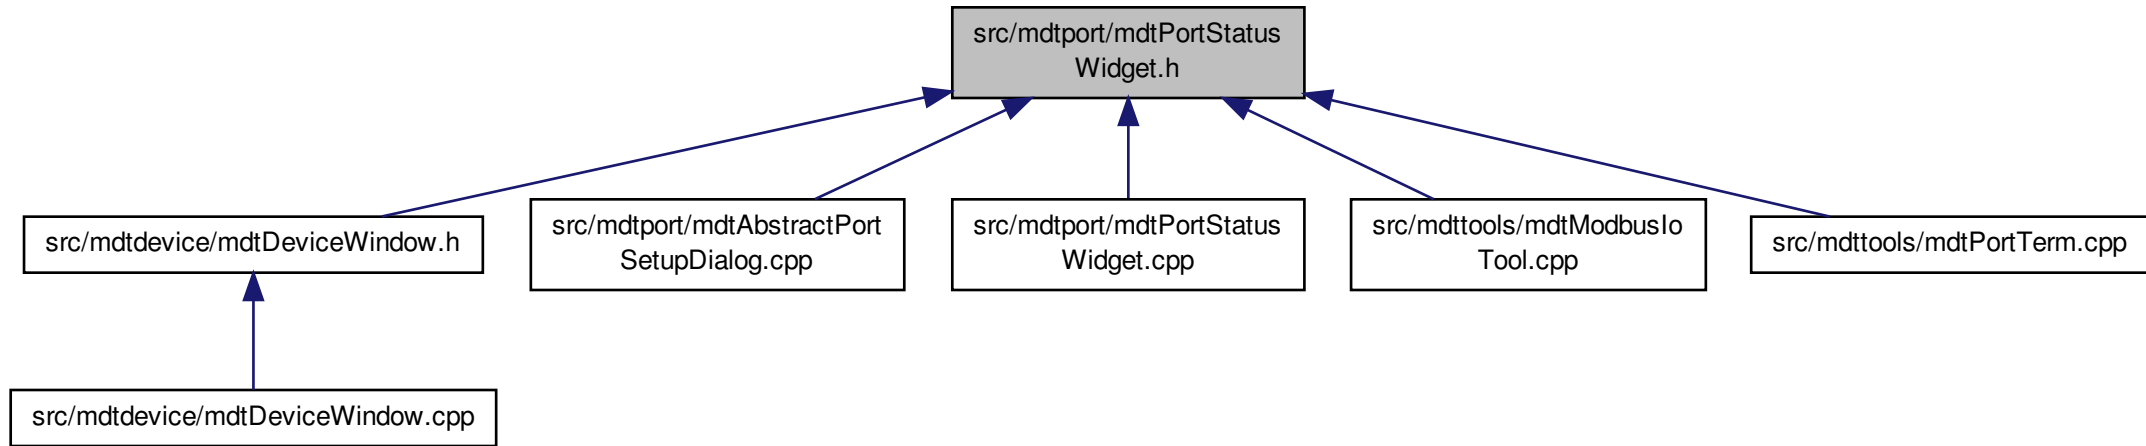 src/mdtport/mdtPortStatus
Widget.h
src/mdtdevice/mdtDeviceWindow.h
src/mdtport/mdtAbstractPort
SetupDialog.cpp
src/mdtport/mdtPortStatus
Widget.cpp
src/mdttools/mdtModbusIo
Tool.cpp
src/mdttools/mdtPortTerm.cpp
src/mdtdevice/mdtDeviceWindow.cpp